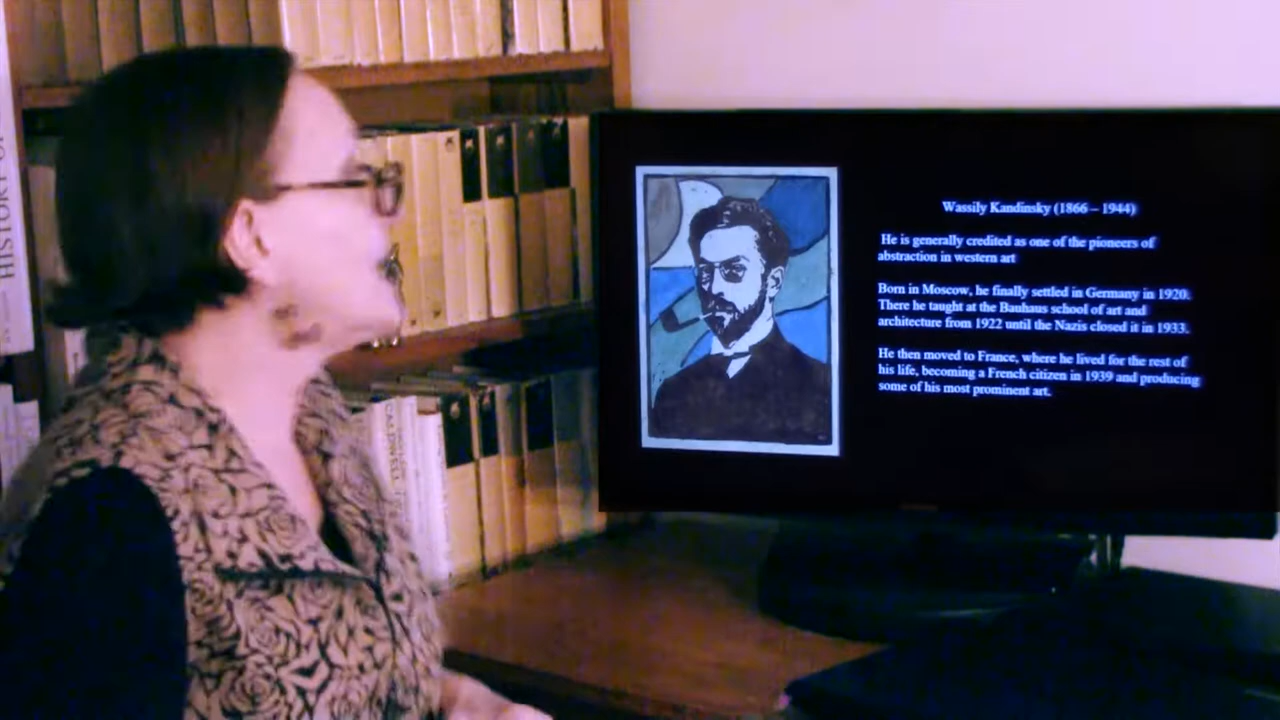 HISTORY OF
Wassily Kandinsky (1866 – 1944)
He is generally credited as one of the pioneers of
abstraction in western art
Born in Moscow, he finally settled in Germany in 1920.
There he taught at the Bauhaus school of art and
architecture from 1922 until the Nazis closed it in 1933.
He then moved to France, where he lived for the rest of
his life, becoming a French citizen in 1939 and producing
some of his most prominent art.
CALDWELL